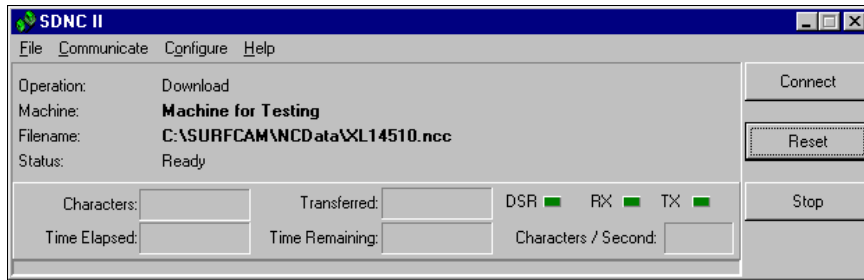 SDNC II
File Communicate Configure Help
Operation: Download
Machine: Machine for Testing
Filename: C:\SURFCAM\NCData\XL14510.ncc
Status: Ready
Connect
Reset
Stop
Characters: Transferred: DSR RX TX
Time Elapsed: Time Remaining: Characters / Second: